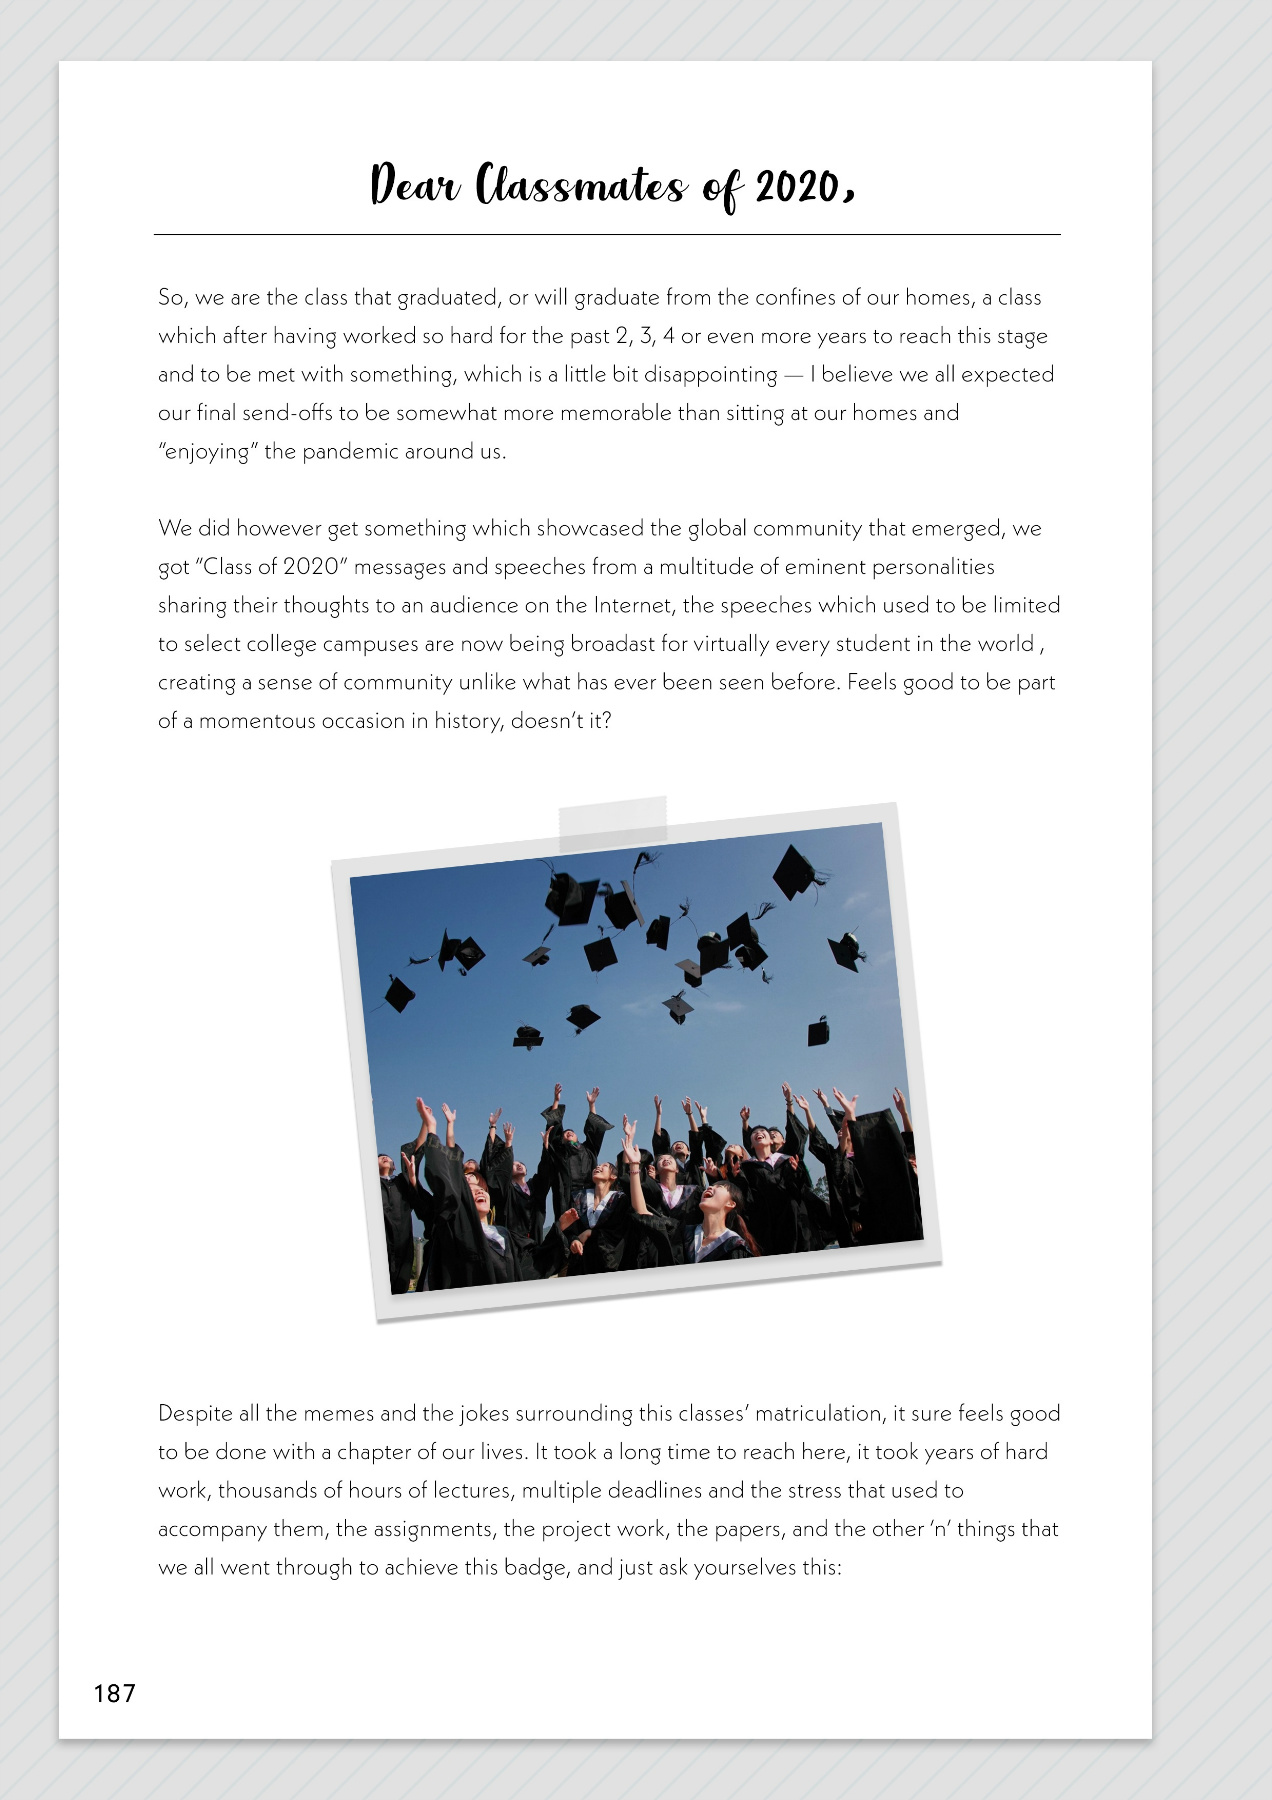 Dear Classmates of 2020,
So, we are the class that graduated, or will graduate from the confines of our homes, a class
which after having worked so hard for the past 2, 3, 4 or even more years to reach this stage
and to be met with something, which is a little bit disappointing — I believe we all expected
our final send-offs to be somewhat more memorable than sitting at our homes and
“enjoying” the pandemic around us.
We did however get something which showcased the global community that emerged, we
got “Class of 2020” messages and speeches from a multitude of eminent personalities
sharing their thoughts to an audience on the Internet, the speeches which used to be limited
to select college campuses are now being broadast for virtually every student in the world ,
creating a sense of community unlike what has ever been seen before. Feels good to be part
of a momentous occasion in history, doesn’t it?
Despite all the memes and the jokes surrounding this classes’ matriculation, it sure feels good
to be done with a chapter of our lives. It took a long time to reach here, it took years of hard
work, thousands of hours of lectures, multiple deadlines and the stress that used to
accompany them, the assignments, the project work, the papers, and the other ‘n’ things that
we all went through to achieve this badge, and just ask yourselves this:
187